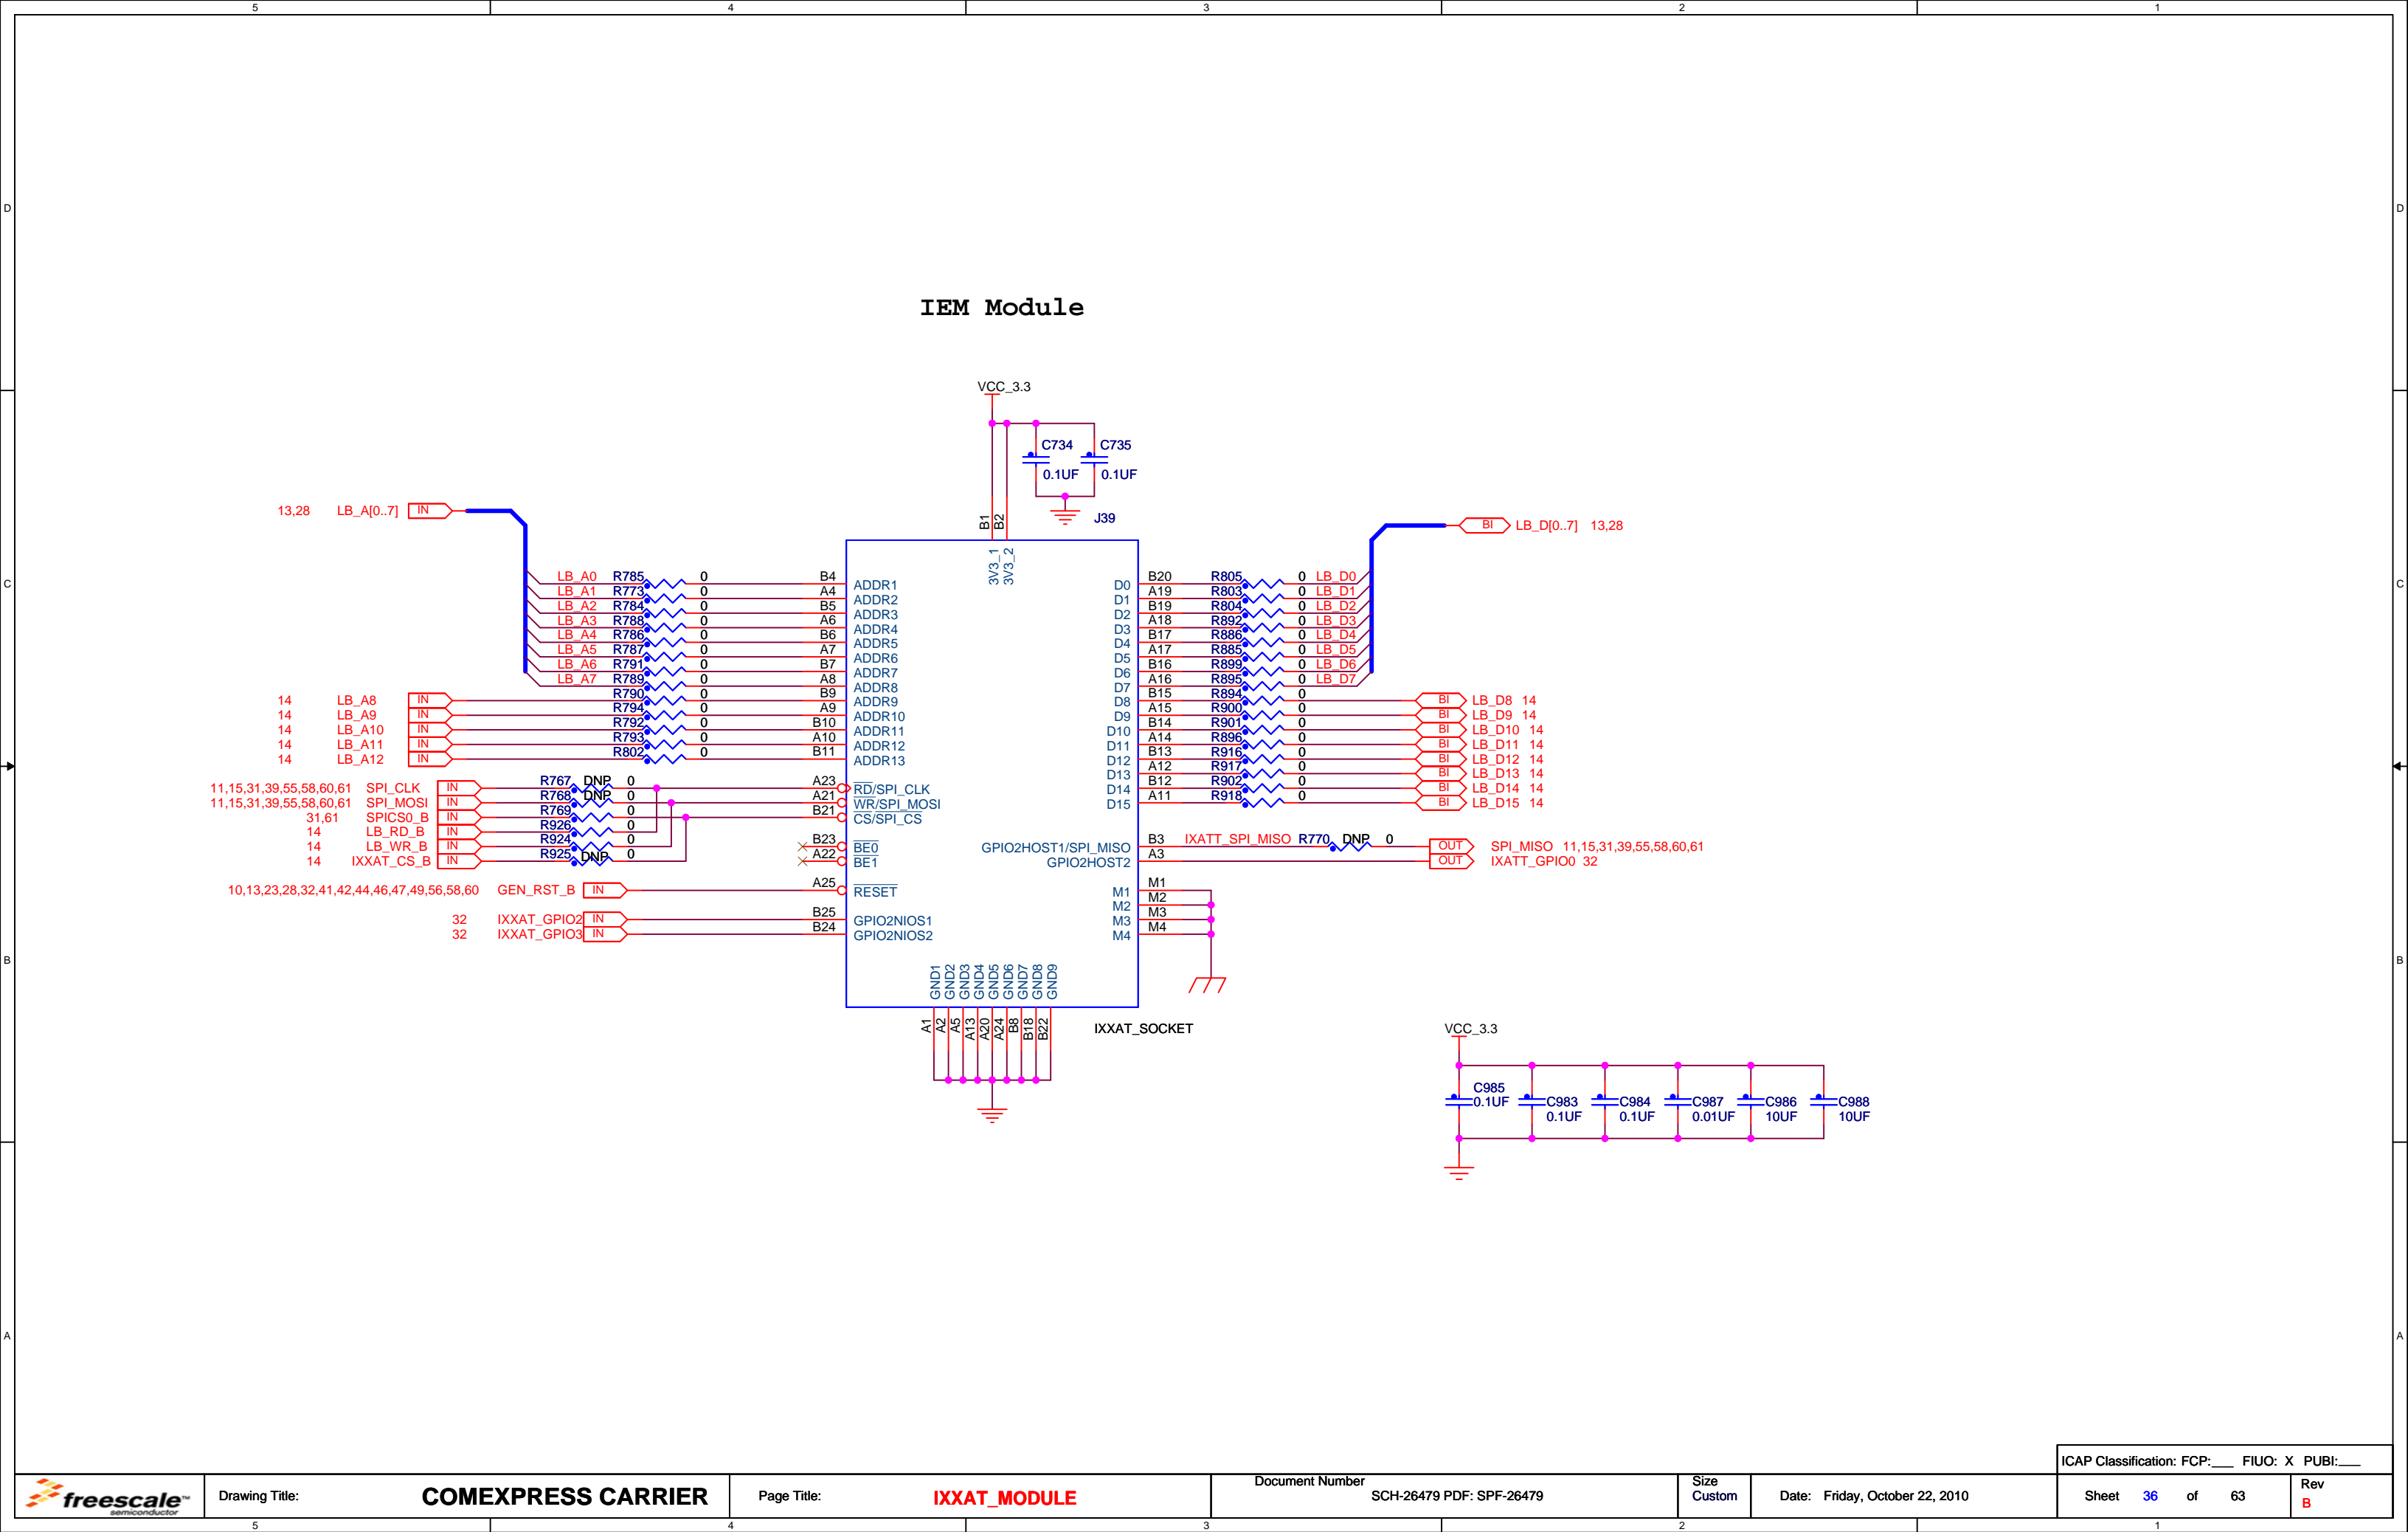 5 4 3 2 1
D D
C C
B B
A A
IEM Module
VCC_3.3
C734 C735
0.1UF 0.1UF
J39
B1 B2
3V3_1 3V3_2
13,28 LB_A[0..7] IN
BI LB_D[0..7] 13,28
LB_A0 R785 0 B4 ADDR1
LB_A1 R773 0 A4 ADDR2
LB_A2 R784 0 B5 ADDR3
LB_A3 R788 0 A6 ADDR4
LB_A4 R786 0 B6 ADDR5
LB_A5 R787 0 A7 ADDR6
LB_A6 R791 0 B7 ADDR7
LB_A7 R789 0 A8 ADDR8
14 LB_A8 IN R790 0 B9 ADDR9
14 LB_A9 IN R794 0 A9 ADDR10
14 LB_A10 IN R792 0 B10 ADDR11
14 LB_A11 IN R793 0 A10 ADDR12
14 LB_A12 IN R802 0 B11 ADDR13
11,15,31,39,55,58,60,61 SPI_CLK IN R767 DNP 0 A23 RD/SPI_CLK
11,15,31,39,55,58,60,61 SPI_MOSI IN R768 DNP 0 A21 WR/SPI_MOSI
31,61 SPICS0_B IN R769 0 B21 CS/SPI_CS
14 LB_RD_B IN R926 0
14 LB_WR_B IN R924 0 B23 BE0
14 IXXAT_CS_B IN R925 DNP 0 A22 BE1
10,13,23,28,32,41,42,44,46,47,49,56,58,60 GEN_RST_B IN A25 RESET
32 IXXAT_GPIO2 IN B25 GPIO2NIOS1
32 IXXAT_GPIO3 IN B24 GPIO2NIOS2
D0 B20 R805 0 LB_D0
D1 A19 R803 0 LB_D1
D2 B19 R804 0 LB_D2
D3 A18 R892 0 LB_D3
D4 B17 R886 0 LB_D4
D5 A17 R885 0 LB_D5
D6 B16 R899 0 LB_D6
D7 A16 R895 0 LB_D7
D8 B15 R894 0 BI LB_D8 14
D9 A15 R900 0 BI LB_D9 14
D10 B14 R901 0 BI LB_D10 14
D11 A14 R896 0 BI LB_D11 14
D12 B13 R916 0 BI LB_D12 14
D13 A12 R917 0 BI LB_D13 14
D14 B12 R902 0 BI LB_D14 14
D15 A11 R918 0 BI LB_D15 14
GPIO2HOST1/SPI_MISO B3 IXATT_SPI_MISO R770 DNP 0 OUT SPI_MISO 11,15,31,39,55,58,60,61
GPIO2HOST2 A3 OUT IXATT_GPIO0 32
M1 M1
M2 M2
M3 M3
M4 M4
GND1 GND2 GND3 GND4 GND5 GND6 GND7 GND8 GND9
A1 A2 A5 A13 A20 A24 B8 B18 B22
IXXAT_SOCKET
VCC_3.3
C985 C983 C984 C987 C986 C988
0.1UF 0.1UF 0.1UF 0.01UF 10UF 10UF
ICAP Classification: FCP:___ FIUO: X PUBI:___
freescale™
semiconductor
Drawing Title: COMEXPRESS CARRIER
Page Title: IXXAT_MODULE
Document Number
SCH-26479 PDF: SPF-26479
Size
Custom
Date: Friday, October 22, 2010
Sheet 36 of 63
Rev
B
5 4 3 2 1